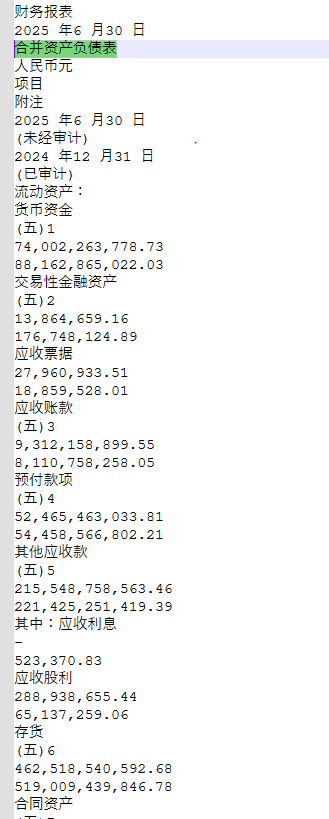 财务报表
2025 年6 月30 日
合并资产负债表
人民币元
项目
附注
2025 年6 月30 日
(未经审计)
2024 年12 月31 日
(已审计)
流动资产：
货币资金
(五)1
74,002,263,778.73
88,162,865,022.03
交易性金融资产
(五)2
13,864,659.16
176,748,124.89
应收票据
27,960,933.51
18,859,528.01
应收账款
(五)3
9,312,158,899.55
8,110,758,258.05
预付款项
(五)4
52,465,463,033.81
54,458,566,802.21
其他应收款
(五)5
215,548,758,563.46
221,425,251,419.39
其中：应收利息
-
523,370.83
应收股利
288,938,655.44
65,137,259.06
存货
(五)6
462,518,540,592.68
519,009,439,846.78
合同资产